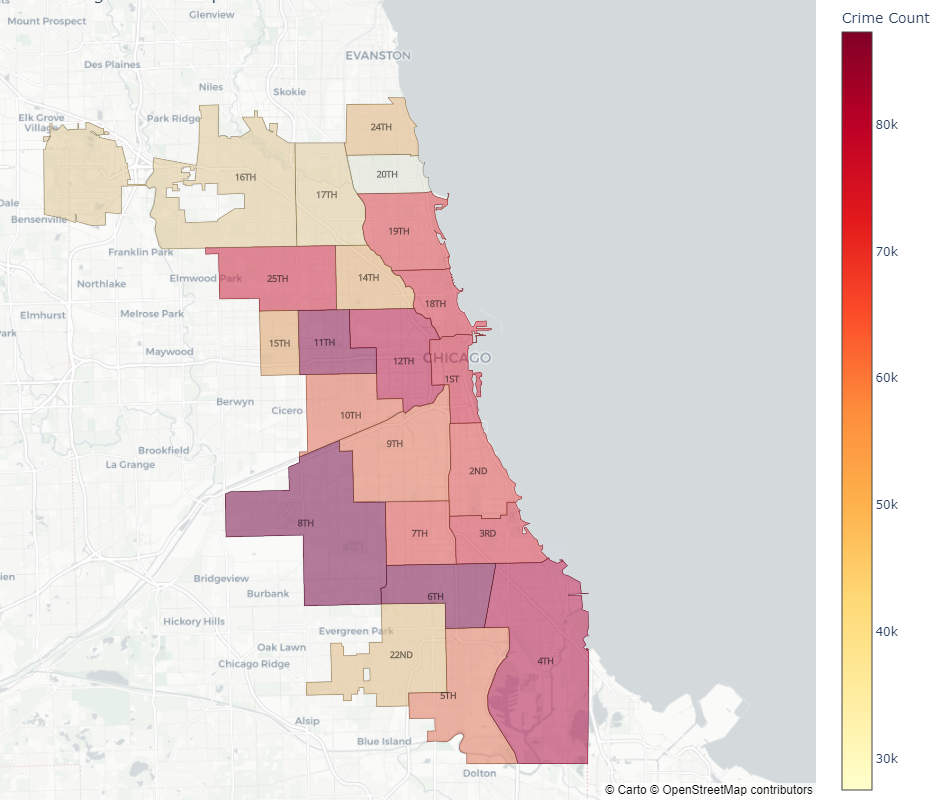 Glenview
Mount Prospect
Crime Count
EVANSTON
Des Plaines
Niles
Skokie
80k
Elk Grove
Village
Park Ridge
24TH
16TH
20TH
17TH
Dale
Bensenville
19TH
70k
Franklin Park
Elmwood Park
25TH
14TH
Northlake
18TH
Elmhurst
Melrose Park
Park
15TH
11TH
Maywood
12TH
CHICAGO
1ST
60k
Berwyn
Cicero
10TH
9TH
Brookfield
La Grange
2ND
50k
8TH
7TH
3RD
Bridgeview
Burbank
6TH
Hickory Hills
Evergreen Park
40k
Oak Lawn
Chicago Ridge
22ND
4TH
5TH
Alsip
Blue Island
30k
Dolton
© Carto © OpenStreetMap contributors